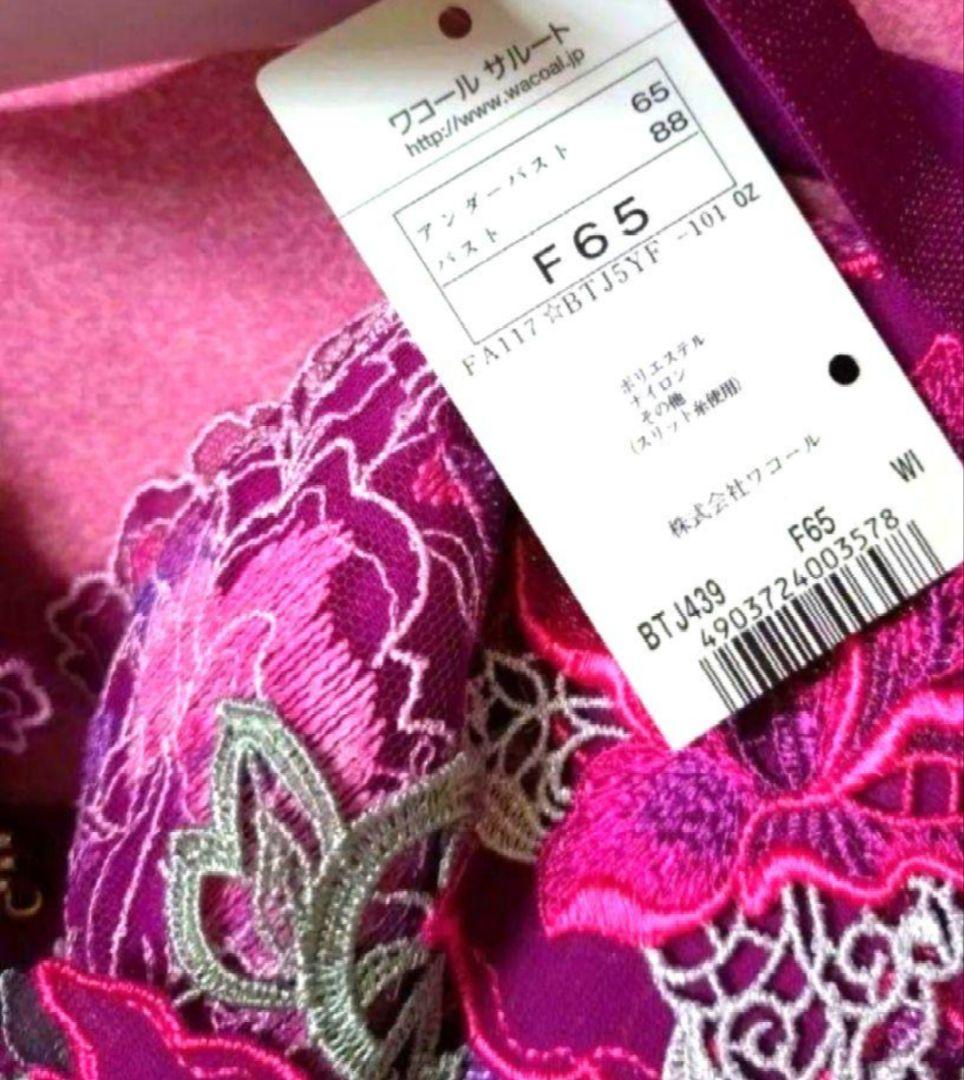 ワコール サルート
http://www.wacoal.jp
アンダーバスト 65
バスト 88
F65
FA117☆BTJ5YF -101 OZ
ポリエステル
ナイロン
その他
(スリット糸使用)
株式会社ワコール
WI
BTJ439 F65
4903724003578